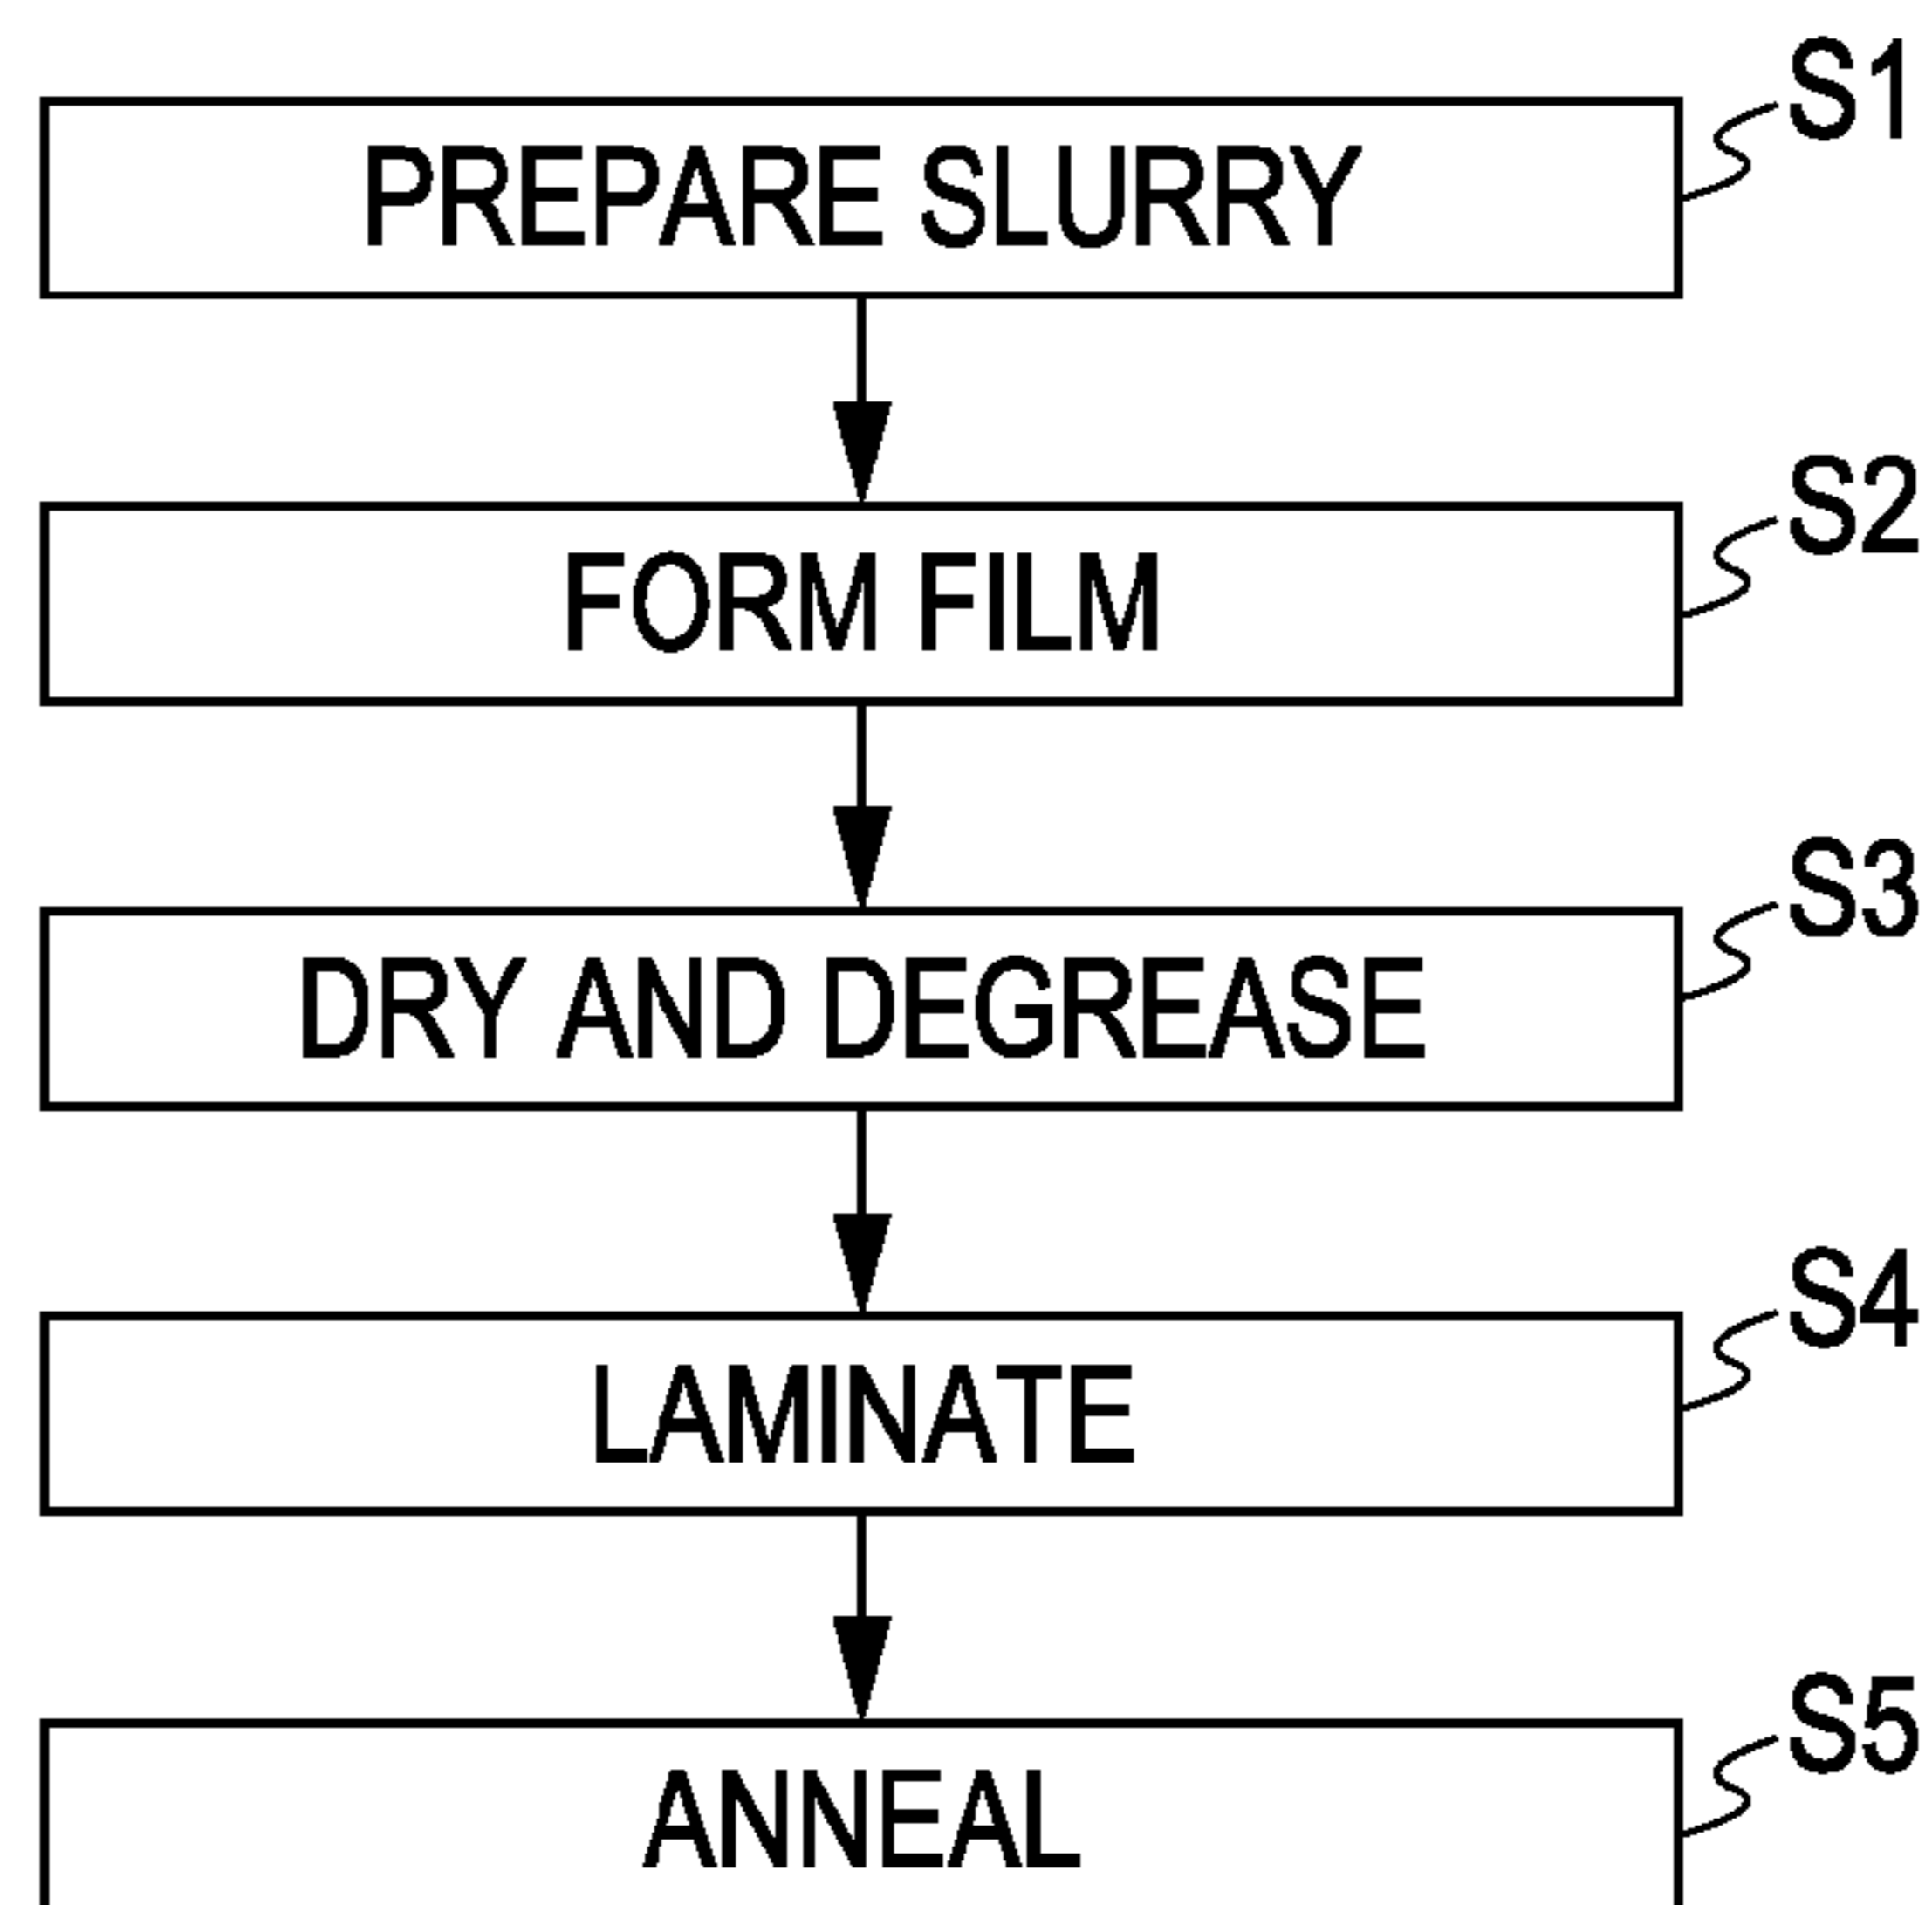 S1
PREPARE SLURRY
S2
FORM FILM
S3
DRY AND DEGREASE
S4
LAMINATE
S5
ANNEAL